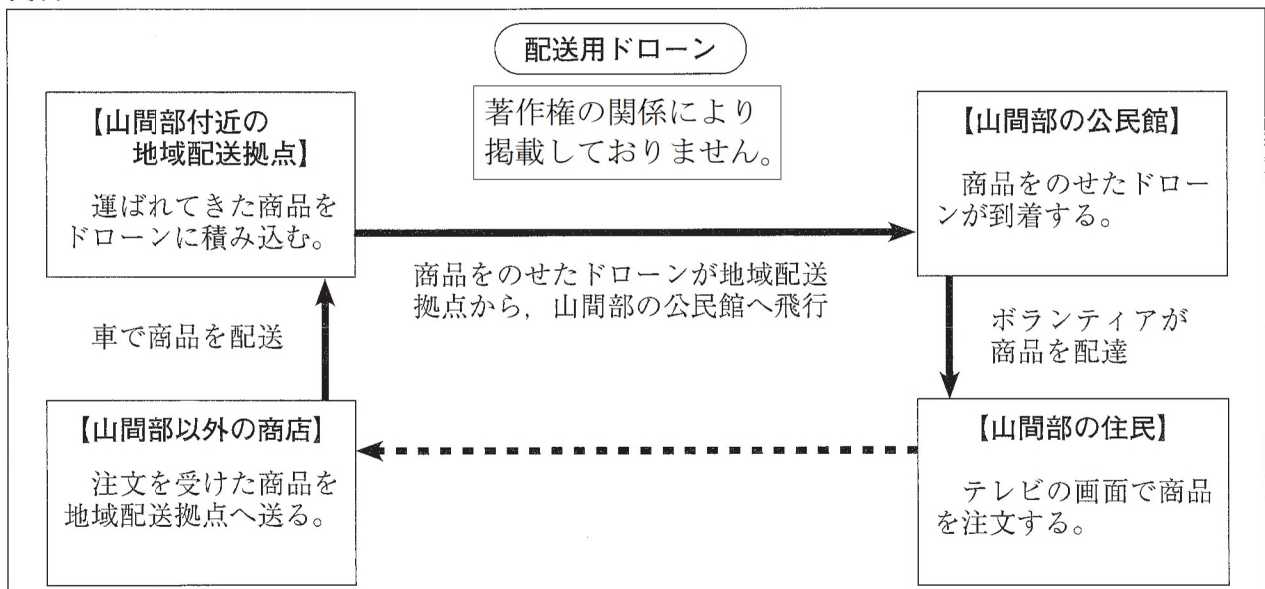 配送用ドローン
著作権の関係により
掲載しておりません。
【山間部付近の
地域配送拠点】
運ばれてきた商品を
ドローンに積み込む。
【山間部の公民館】
商品をのせたドロー
ンが到着する。
商品をのせたドローンが地域配送
拠点から，山間部の公民館へ飛行
車で商品を配送
ボランティアが
商品を配達
【山間部以外の商店】
注文を受けた商品を
地域配送拠点へ送る。
【山間部の住民】
テレビの画面で商品
を注文する。